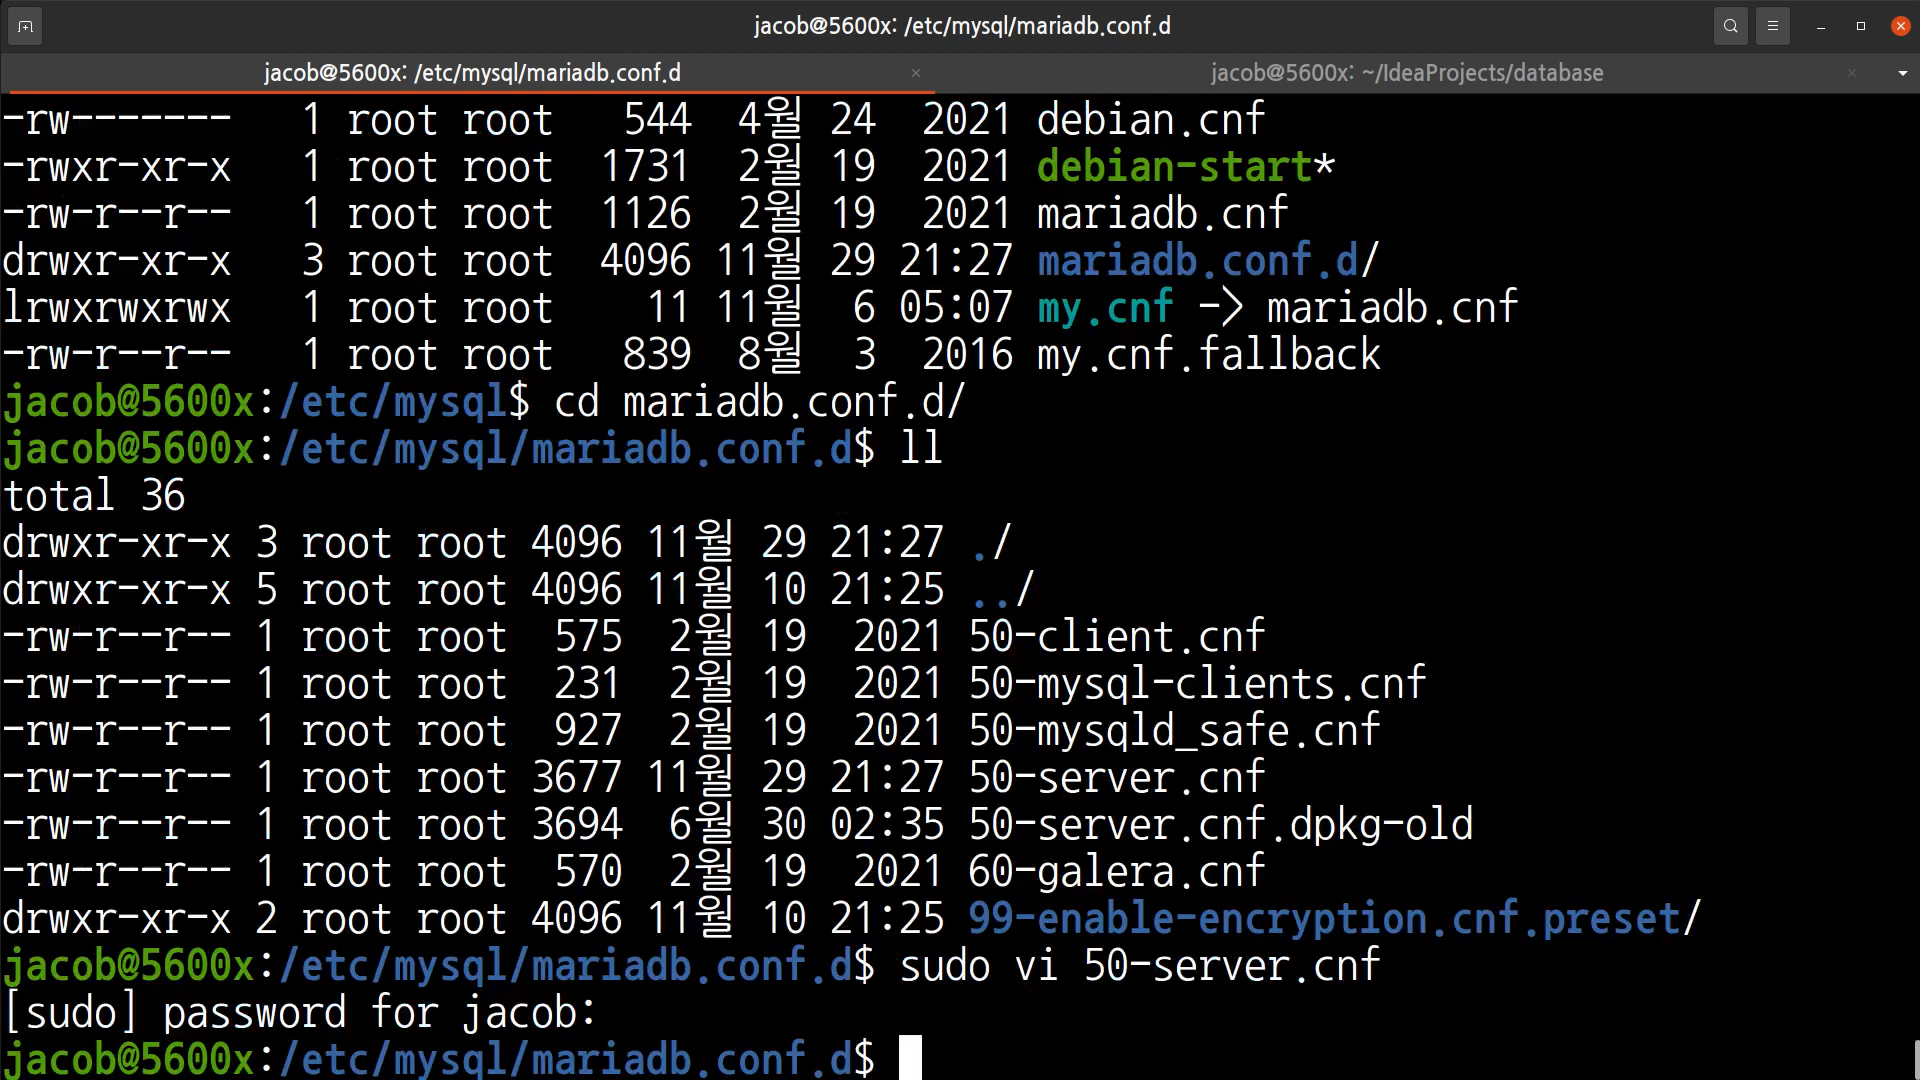 jacob@5600x: /etc/mysql/mariadb.conf.d
jacob@5600x: /etc/mysql/mariadb.conf.d × jacob@5600x: ~/IdeaProjects/database ×
-rw-------   1 root root   544  4월 24  2021 debian.cnf
-rwxr-xr-x   1 root root  1731  2월 19  2021 debian-start*
-rw-r--r--   1 root root  1126  2월 19  2021 mariadb.cnf
drwxr-xr-x   3 root root  4096 11월 29 21:27 mariadb.conf.d/
lrwxrwxrwx   1 root root    11 11월  6 05:07 my.cnf -> mariadb.cnf
-rw-r--r--   1 root root   839  8월  3  2016 my.cnf.fallback
jacob@5600x:/etc/mysql$ cd mariadb.conf.d/
jacob@5600x:/etc/mysql/mariadb.conf.d$ ll
total 36
drwxr-xr-x 3 root root 4096 11월 29 21:27 ./
drwxr-xr-x 5 root root 4096 11월 10 21:25 ../
-rw-r--r-- 1 root root  575  2월 19  2021 50-client.cnf
-rw-r--r-- 1 root root  231  2월 19  2021 50-mysql-clients.cnf
-rw-r--r-- 1 root root  927  2월 19  2021 50-mysqld_safe.cnf
-rw-r--r-- 1 root root 3677 11월 29 21:27 50-server.cnf
-rw-r--r-- 1 root root 3694  6월 30 02:35 50-server.cnf.dpkg-old
-rw-r--r-- 1 root root  570  2월 19  2021 60-galera.cnf
drwxr-xr-x 2 root root 4096 11월 10 21:25 99-enable-encryption.cnf.preset/
jacob@5600x:/etc/mysql/mariadb.conf.d$ sudo vi 50-server.cnf
[sudo] password for jacob:
jacob@5600x:/etc/mysql/mariadb.conf.d$